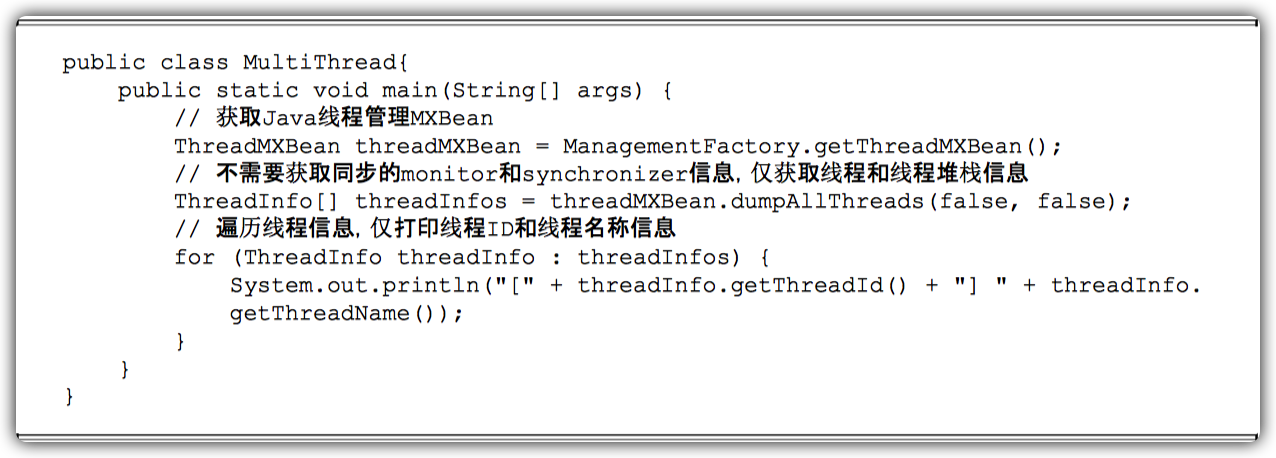 public class MultiThread{
public static void main(String[] args) {
// 获取Java线程管理MXBean
ThreadMXBean threadMXBean = ManagementFactory.getThreadMXBean();
// 不需要获取同步的monitor和synchronizer信息, 仅获取线程和线程堆栈信息
ThreadInfo[] threadInfos = threadMXBean.dumpAllThreads(false, false);
// 遍历线程信息, 仅打印线程ID和线程名称信息
for (ThreadInfo threadInfo : threadInfos) {
System.out.println("[" + threadInfo.getThreadId() + "] " + threadInfo.
getThreadName());
}
}
}